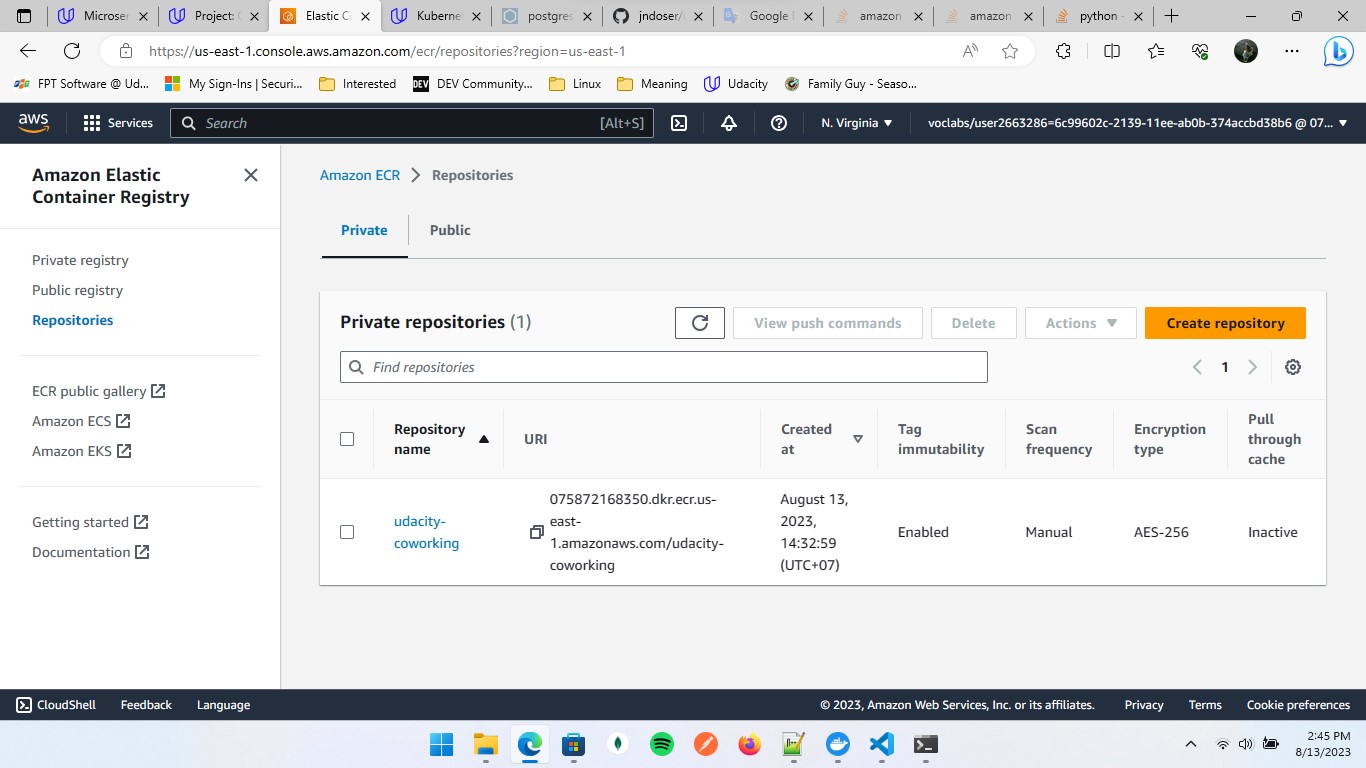 Microser
Project: C
Elastic Co
Kubernet
postgres
jndoser/
Google D
amazon
amazon
python -
https://us-east-1.console.aws.amazon.com/ecr/repositories?region=us-east-1
FPT Software @ Ud...
My Sign-Ins | Securi...
Interested
DEV Community...
Linux
Meaning
Udacity
Family Guy - Seaso...
aws
Services
Search
[Alt+S]
N. Virginia
voclabs/user2663286=6c99602c-2139-11ee-ab0b-374accbd38b6 @ 07...
Amazon Elastic
Container Registry
Private registry
Public registry
Repositories
ECR public gallery
Amazon ECS
Amazon EKS
Getting started
Documentation
Amazon ECR
Repositories
Private
Public
Private repositories (1)
View push commands
Delete
Actions
Create repository
Find repositories
1
Repository
name
URI
Created
at
Tag
immutability
Scan
frequency
Encryption
type
Pull
through
cache
udacity-
coworking
075872168350.dkr.ecr.us-
east-
1.amazonaws.com/udacity-
coworking
August 13,
2023,
14:32:59
(UTC+07)
Enabled
Manual
AES-256
Inactive
CloudShell
Feedback
Language
© 2023, Amazon Web Services, Inc. or its affiliates.
Privacy
Terms
Cookie preferences
2:45 PM
8/13/2023